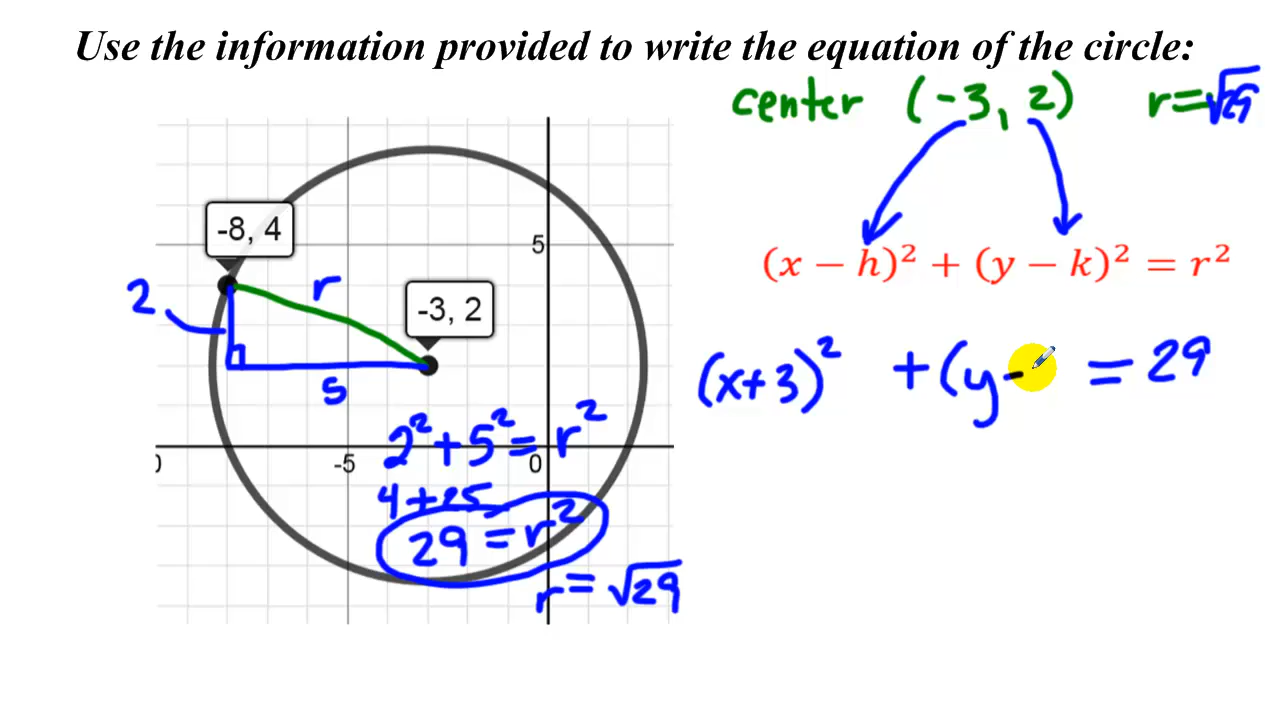 Use the information provided to write the equation of the circle:
center (-3, 2) r=√29
-8, 4
5
(x − h)² + (y − k)² = r²
2
r
-3, 2
(x+3)² +(y- = 29
5
2² + 5² = r²
-5
0
0
4+25
29 = r²
r = √29